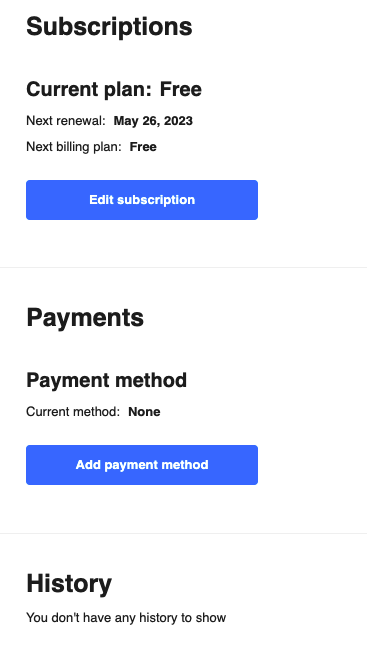 Subscriptions
Current plan: Free
Next renewal: May 26, 2023
Next billing plan: Free
Edit subscription
Payments
Payment method
Current method: None
Add payment method
History
You don't have any history to show